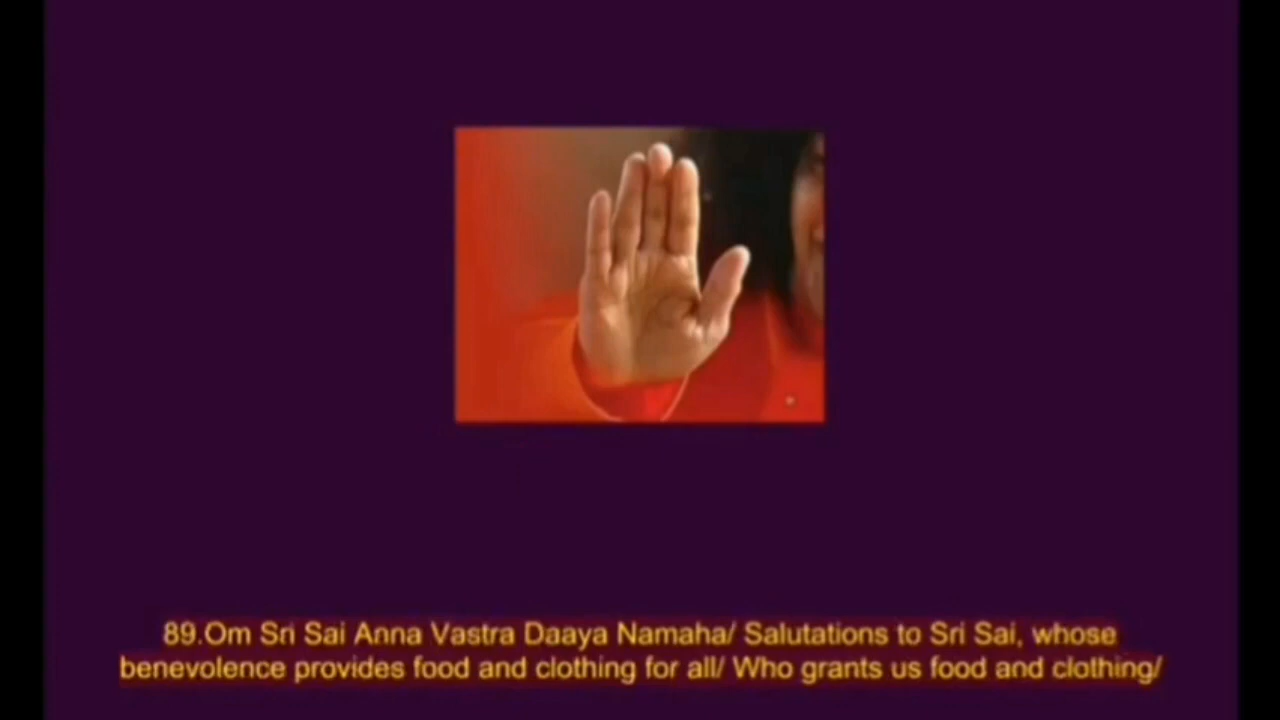 89.Om Sri Sai Anna Vastra Daaya Namaha/ Salutations to Sri Sai, whose
benevolence provides food and clothing for all/ Who grants us food and clothing/